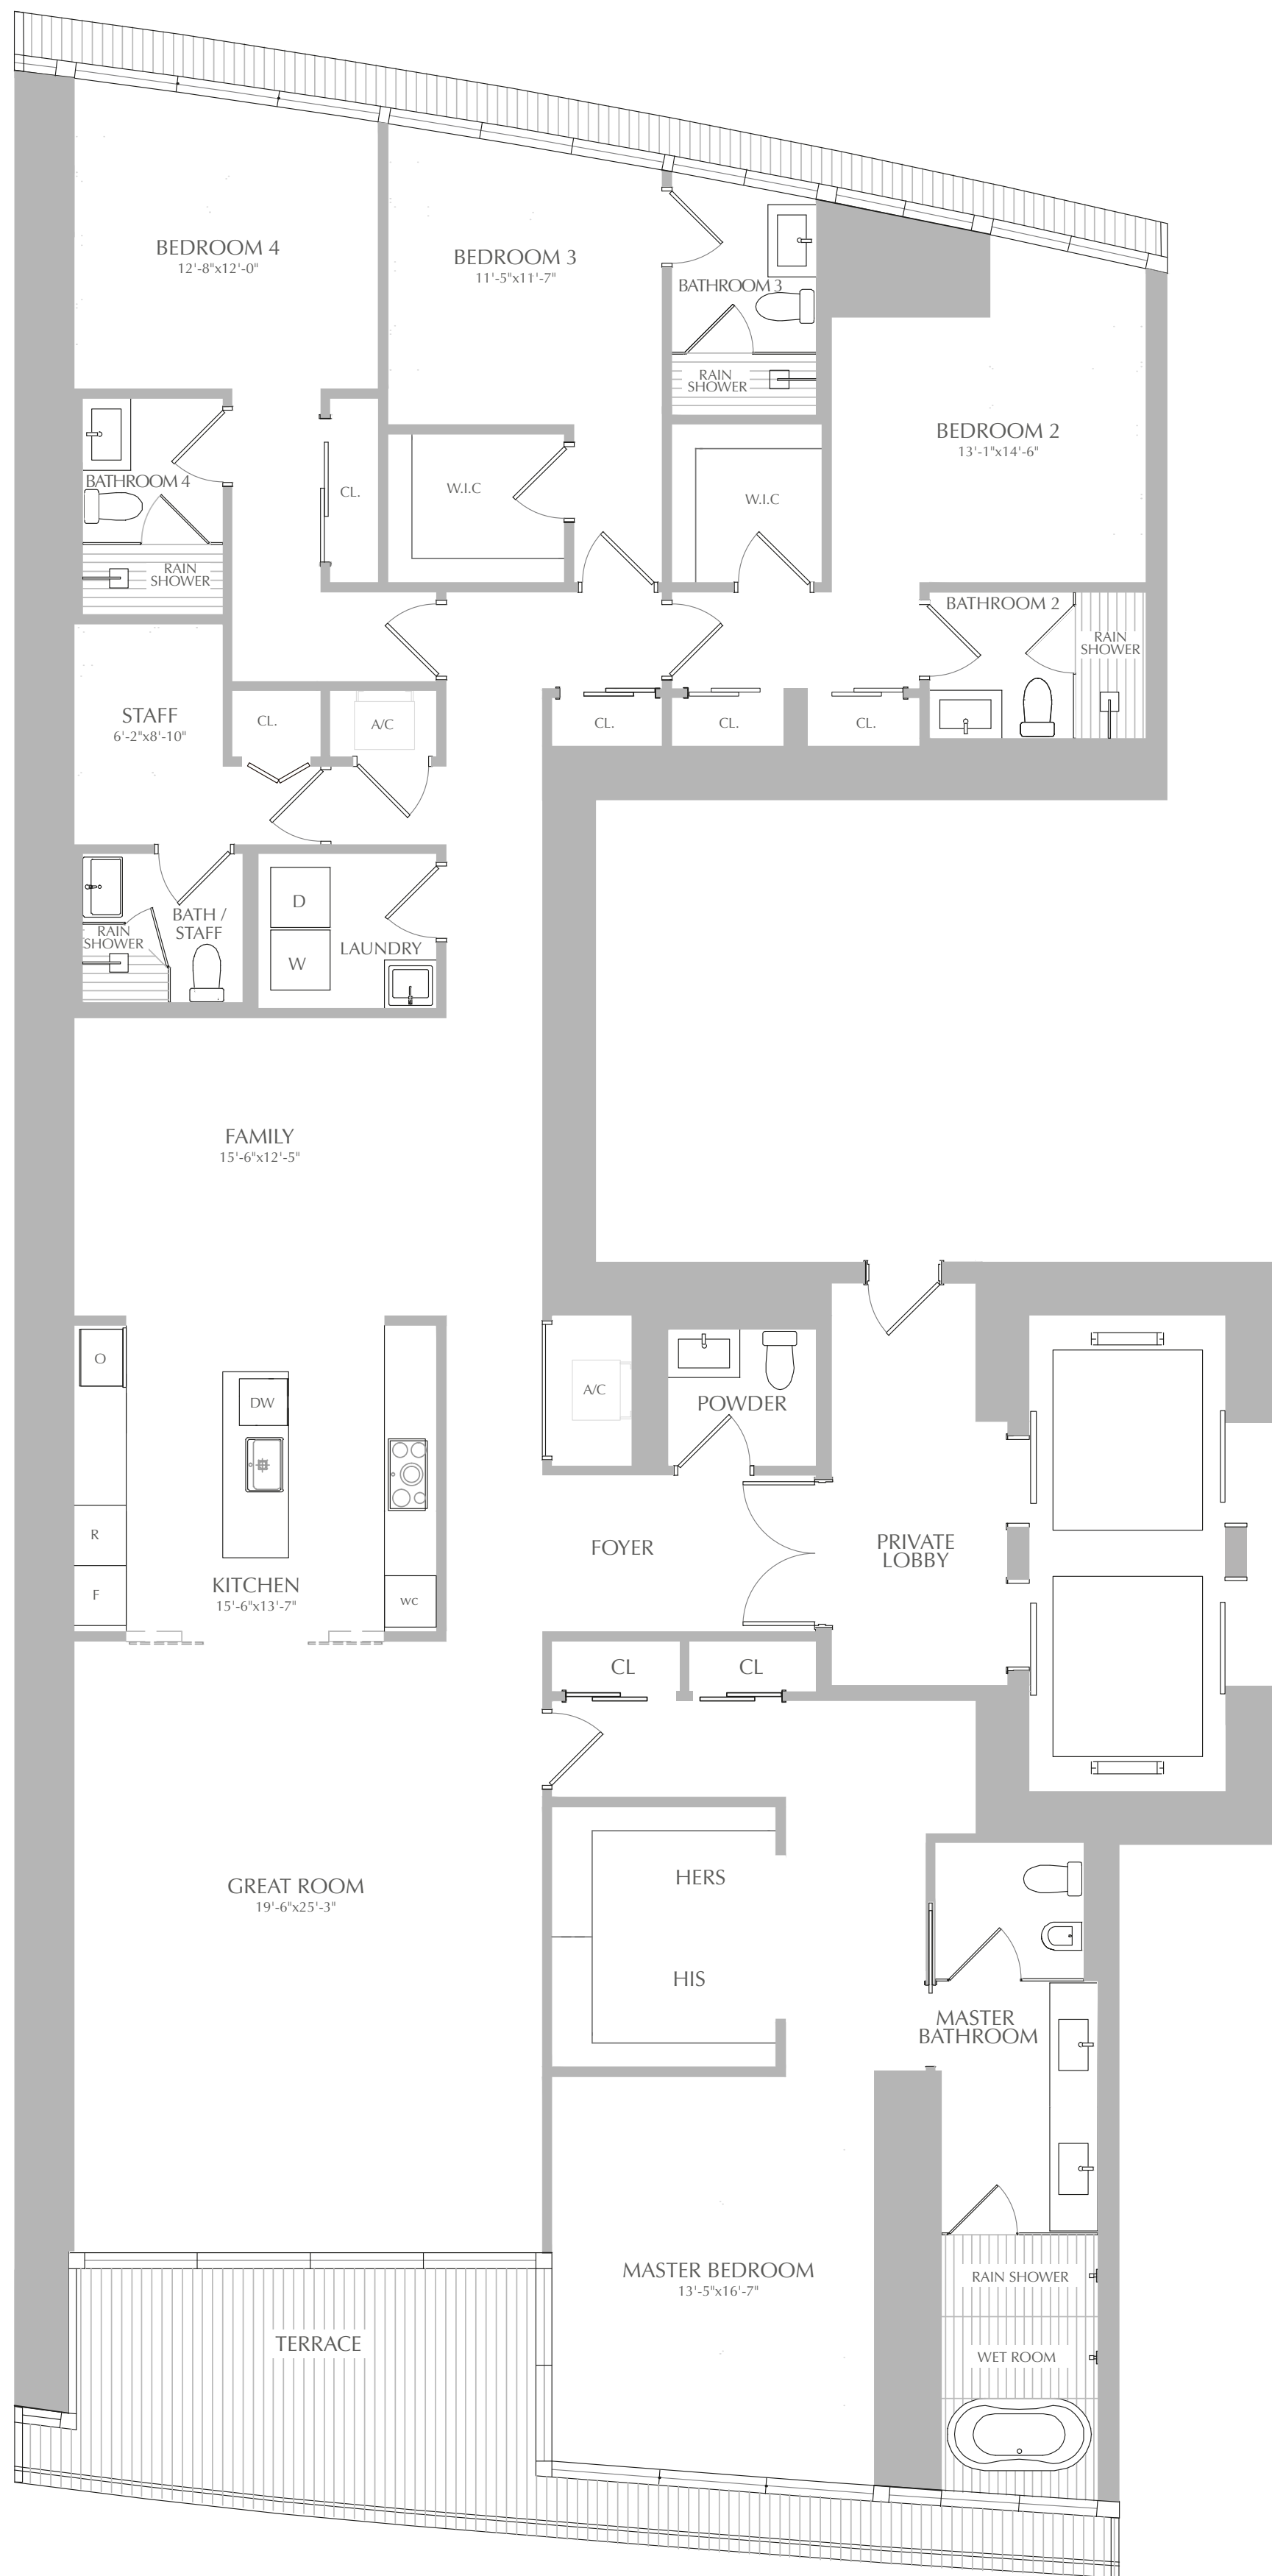 BEDROOM 4
12'-8"x12'-0"
BEDROOM 3
11'-5"x11'-7"
BATHROOM 3
RAIN
SHOWER
BEDROOM 2
13'-1"x14'-6"
BATHROOM 4
RAIN
SHOWER
CL.
W.I.C
W.I.C
BATHROOM 2
RAIN
SHOWER
STAFF
6'-2"x8'-10"
CL.
A/C
CL.
CL.
CL.
BATH /
STAFF
RAIN
SHOWER
D
W
LAUNDRY
FAMILY
15'-6"x12'-5"
O
DW
A/C
POWDER
R
F
KITCHEN
15'-6"x13'-7"
WC
FOYER
PRIVATE
LOBBY
CL
CL
GREAT ROOM
19'-6"x25'-3"
HERS
HIS
MASTER
BATHROOM
MASTER BEDROOM
13'-5"x16'-7"
RAIN SHOWER
WET ROOM
TERRACE